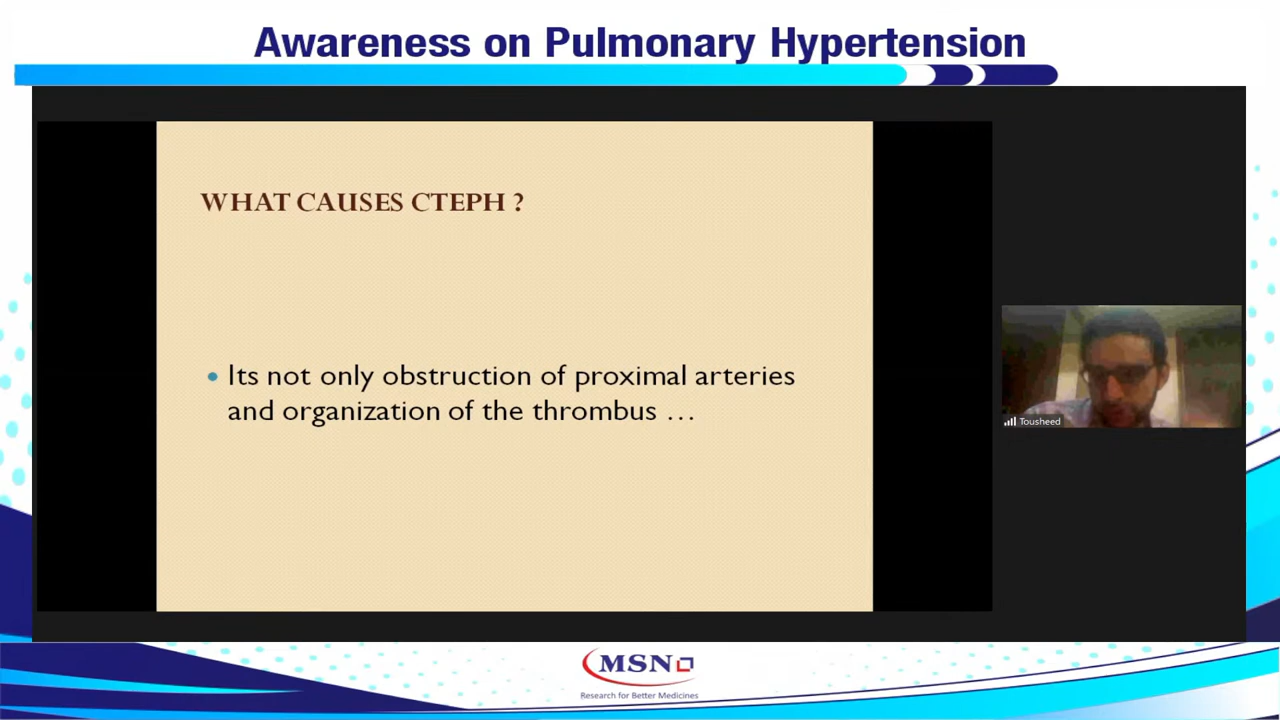 Awareness on Pulmonary Hypertension
WHAT CAUSES CTEPH ?
• Its not only obstruction of proximal arteries
and organization of the thrombus ...
Tousheed
MSN
Research for Better Medicines